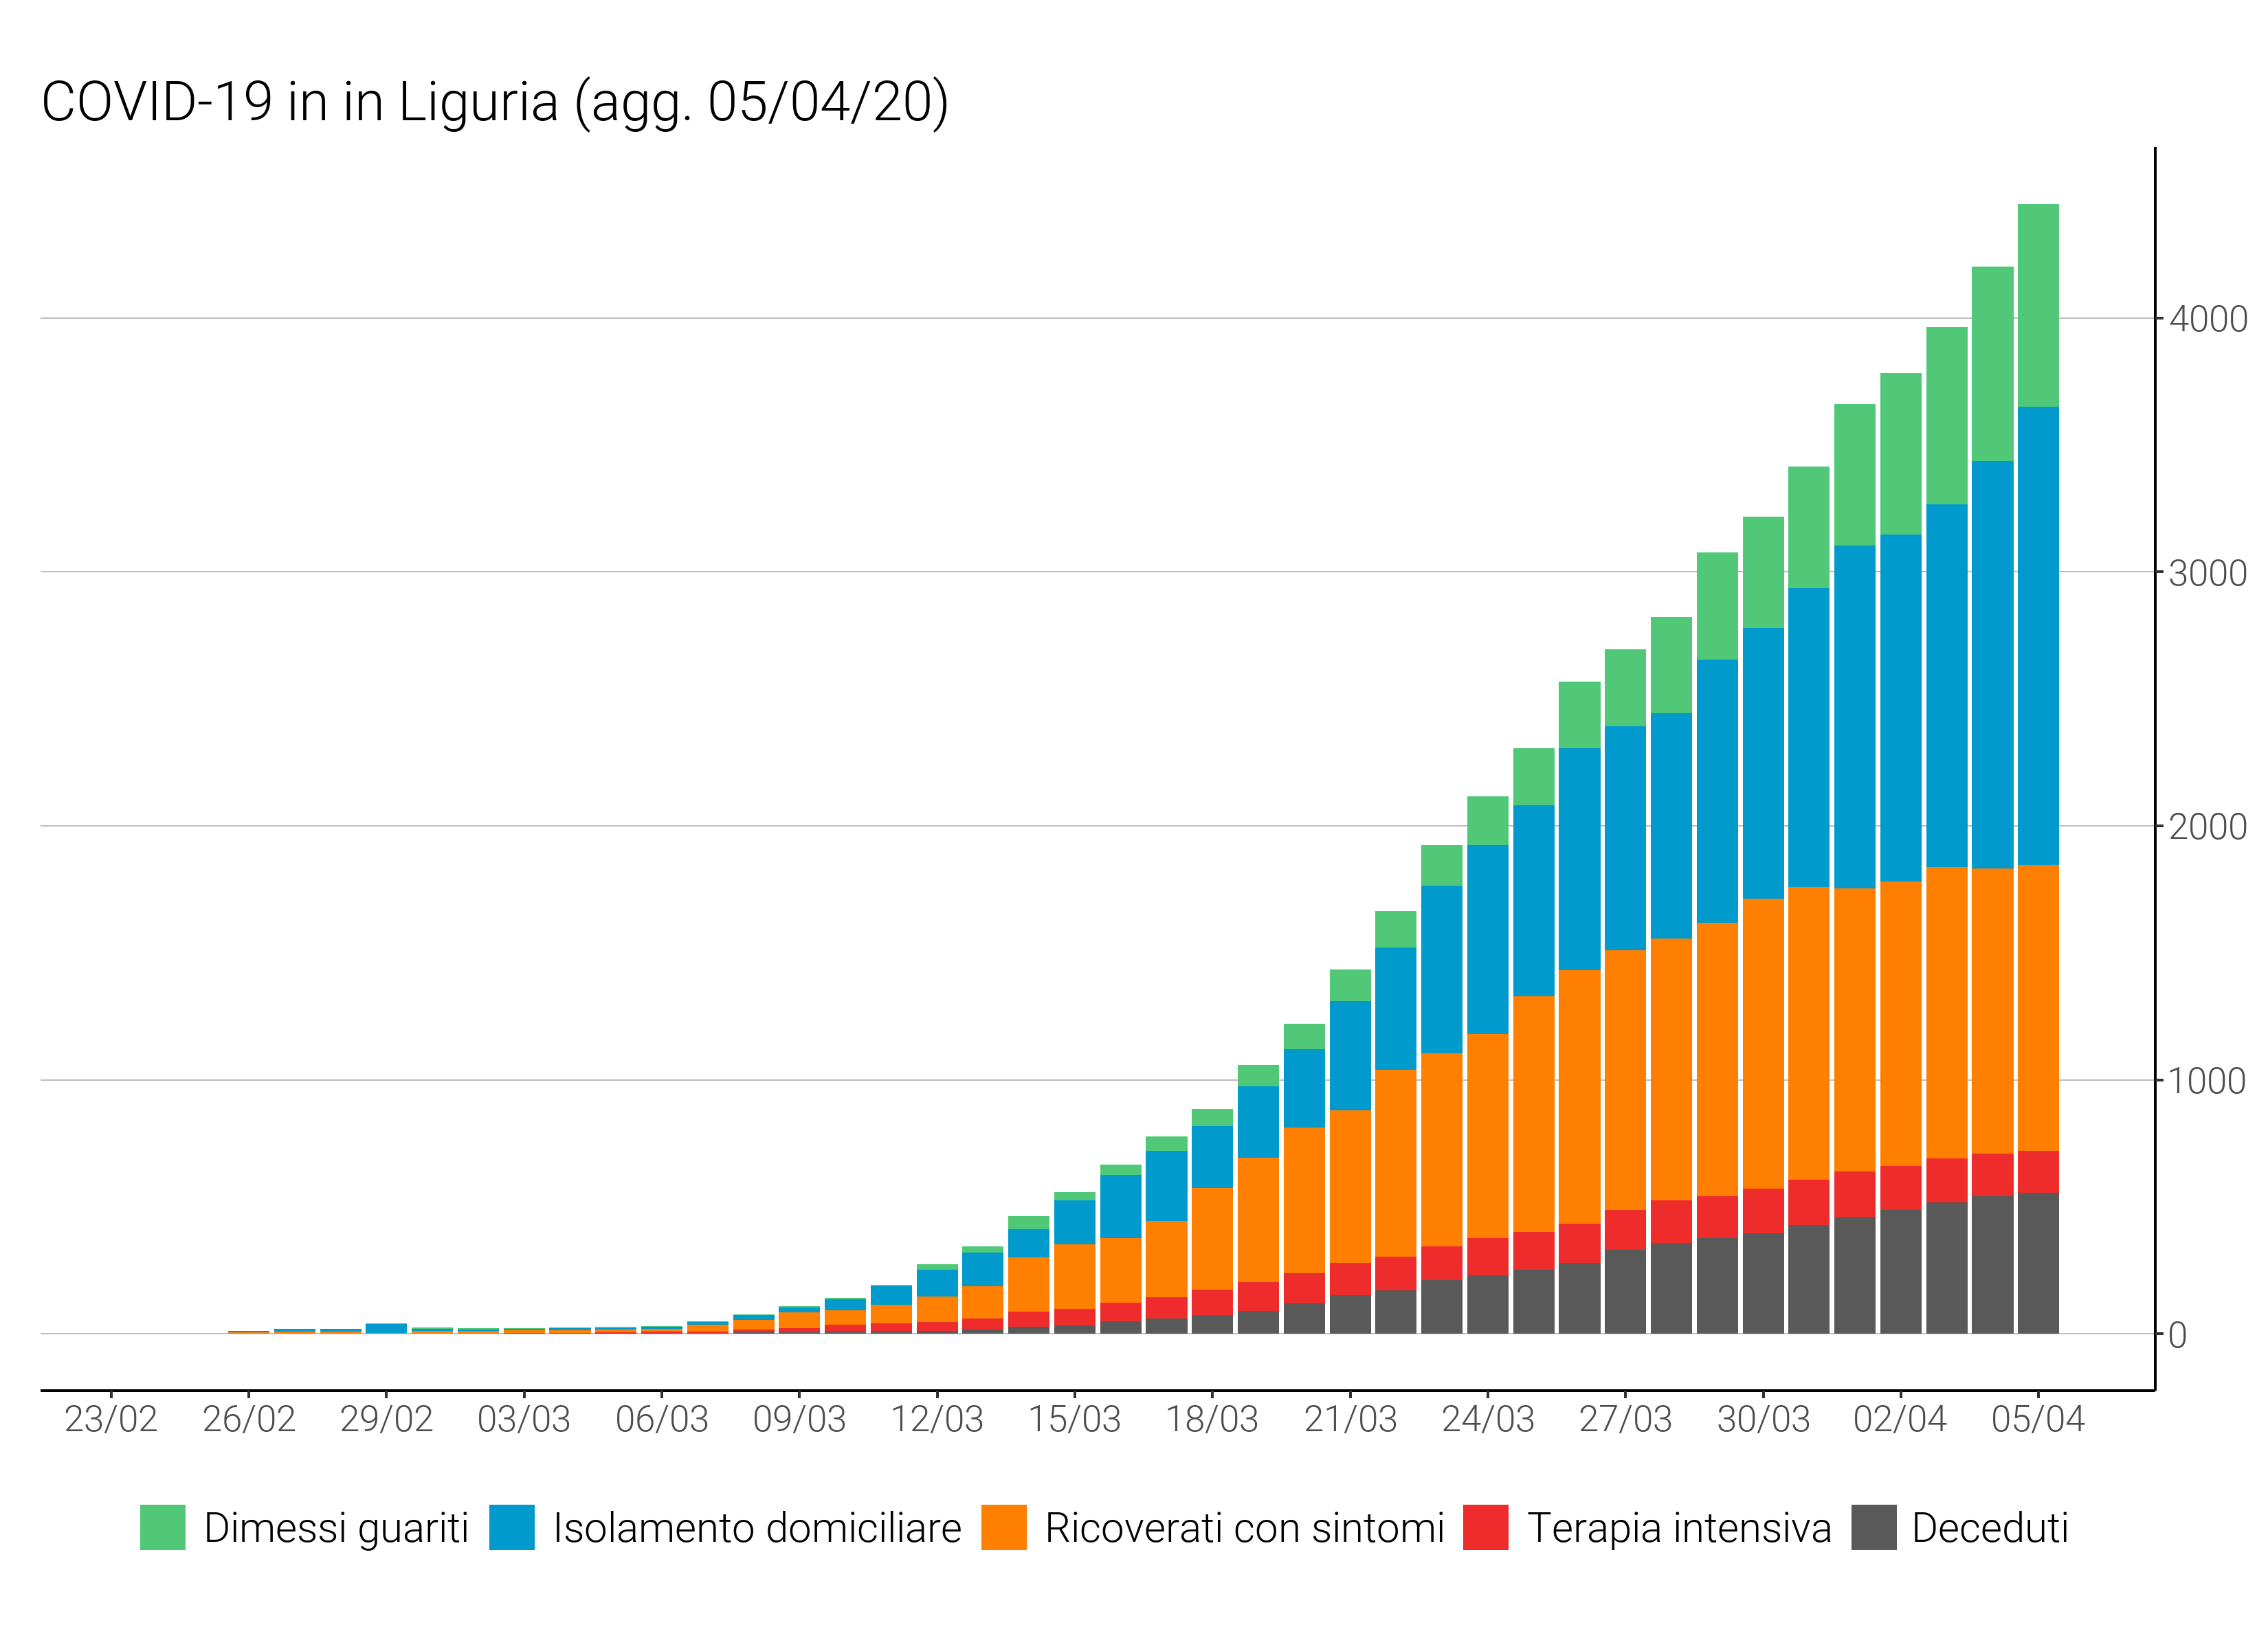 COVID-19 in in Liguria (agg. 05/04/20)
4000
3000
2000
1000
0
23/02 26/02 29/02 03/03 06/03 09/03 12/03 15/03 18/03 21/03 24/03 27/03 30/03 02/04 05/04
Dimessi guariti Isolamento domiciliare Ricoverati con sintomi Terapia intensiva Deceduti